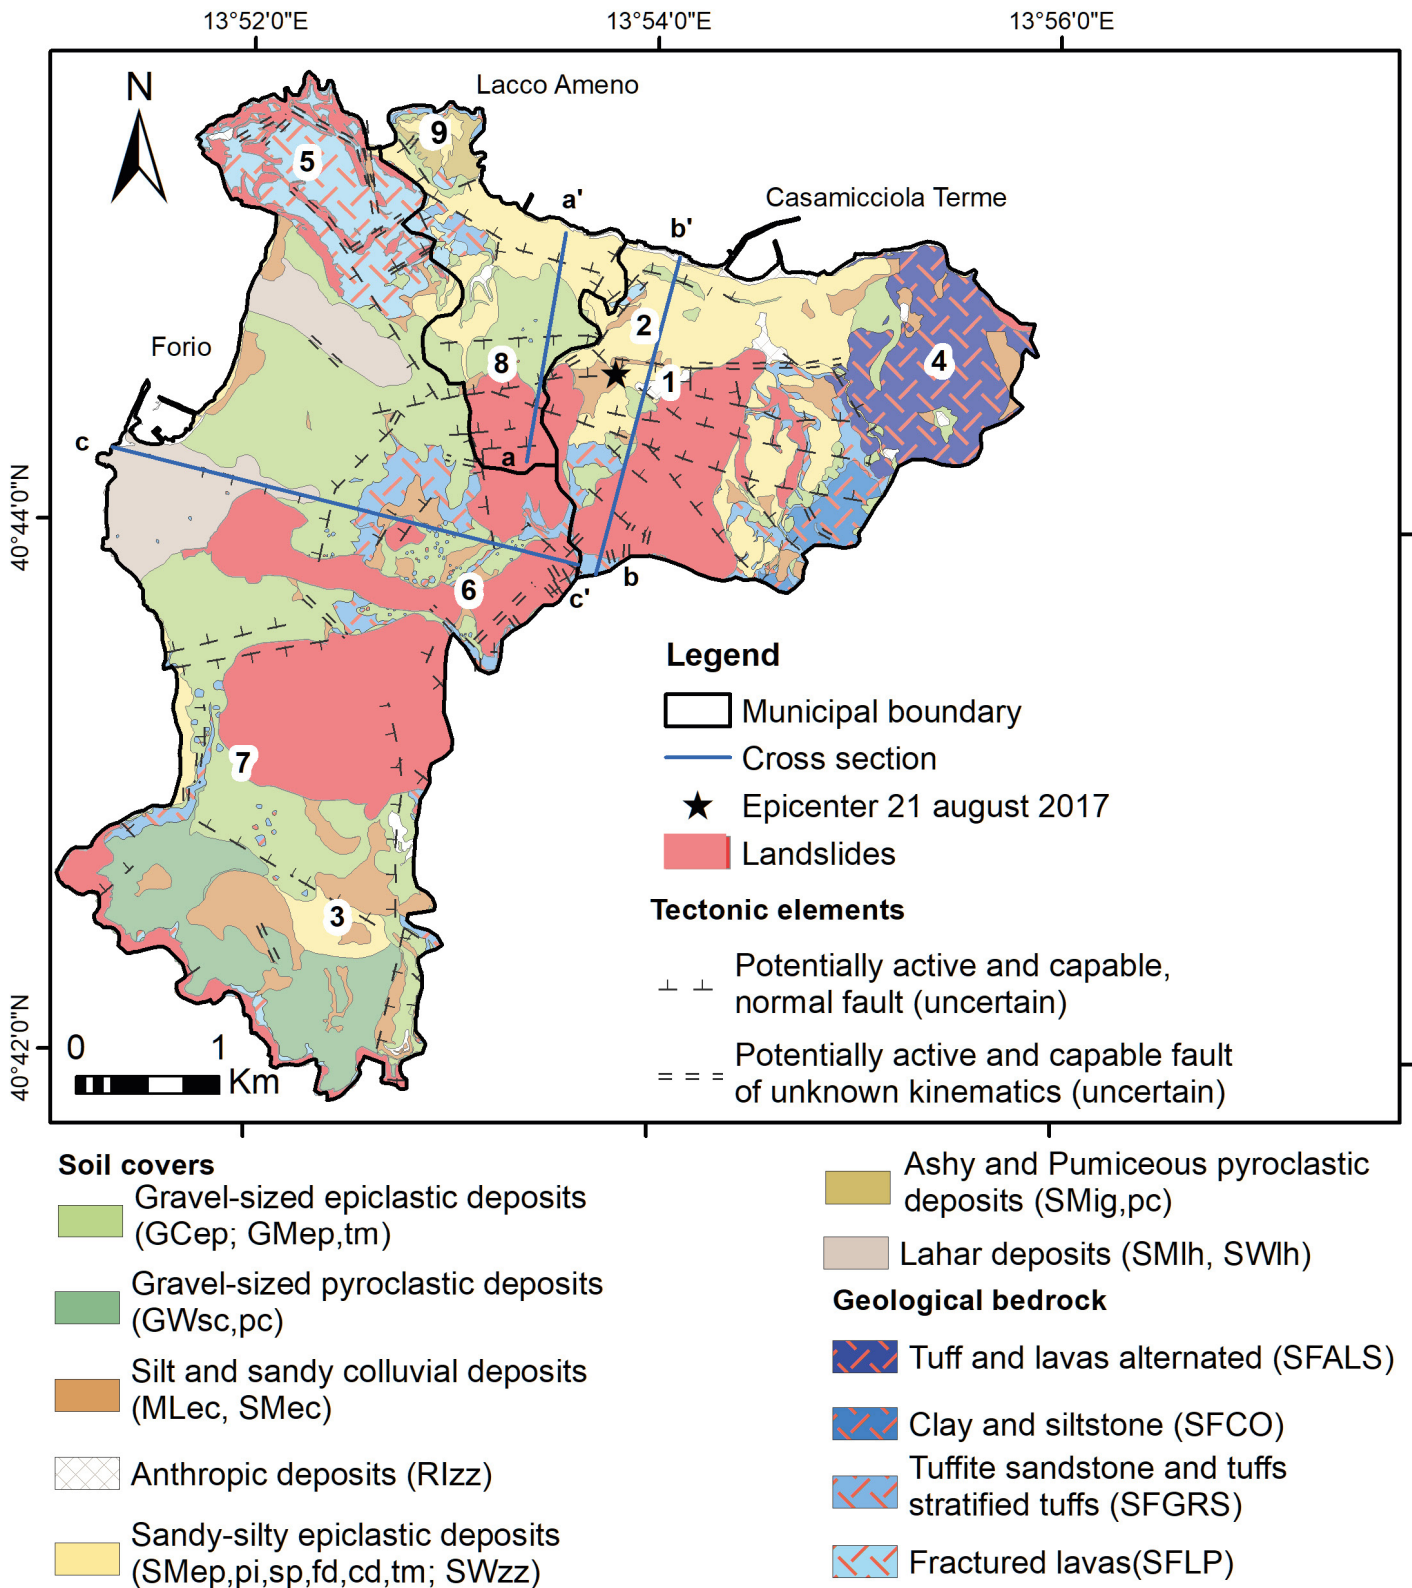 13°52'0"E
13°54'0"E
13°56'0"E
N
Lacco Ameno
9
5
a'
Casamicciola Terme
b'
2
Forio
8
1
4
c
a
40°44'0"N
6
c'
b
Legend
Municipal boundary
Cross section
7
Epicenter 21 august 2017
Landslides
3
Tectonic elements
Potentially active and capable,
normal fault (uncertain)
40°42'0"N
0 1
Km
Potentially active and capable fault
of unknown kinematics (uncertain)
Soil covers
Gravel-sized epiclastic deposits
(GCep; GMep,tm)
Gravel-sized pyroclastic deposits
(GWsc,pc)
Silt and sandy colluvial deposits
(MLec, SMec)
Anthropic deposits (RIzz)
Sandy-silty epiclastic deposits
(SMep,pi,sp,fd,cd,tm; SWzz)
Ashy and Pumiceous pyroclastic
deposits (SMig,pc)
Lahar deposits (SMlh, SWlh)
Geological bedrock
Tuff and lavas alternated (SFALS)
Clay and siltstone (SFCO)
Tuffite sandstone and tuffs
stratified tuffs (SFGRS)
Fractured lavas(SFLP)